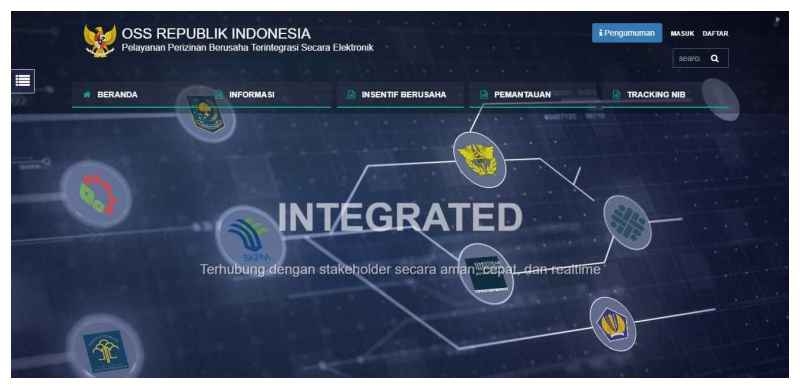 OSS REPUBLIK INDONESIA
Pelayanan Perizinan Berusaha Terintegrasi Secara Elektronik
Pengumuman
MASUK
DAFTAR
searc
BERANDA
INFORMASI
INSENTIF BERUSAHA
PEMANTAUAN
TRACKING NIB
INTEGRATED
BKPM
Terhubung dengan stakeholder secara aman, cepat, dan realtime